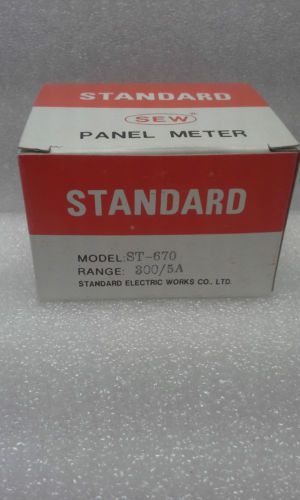 STANDARD
SEW®
PANEL METER
STANDARD
MODEL: ST-670
RANGE: 300/5A
STANDARD ELECTRIC WORKS CO., LTD.